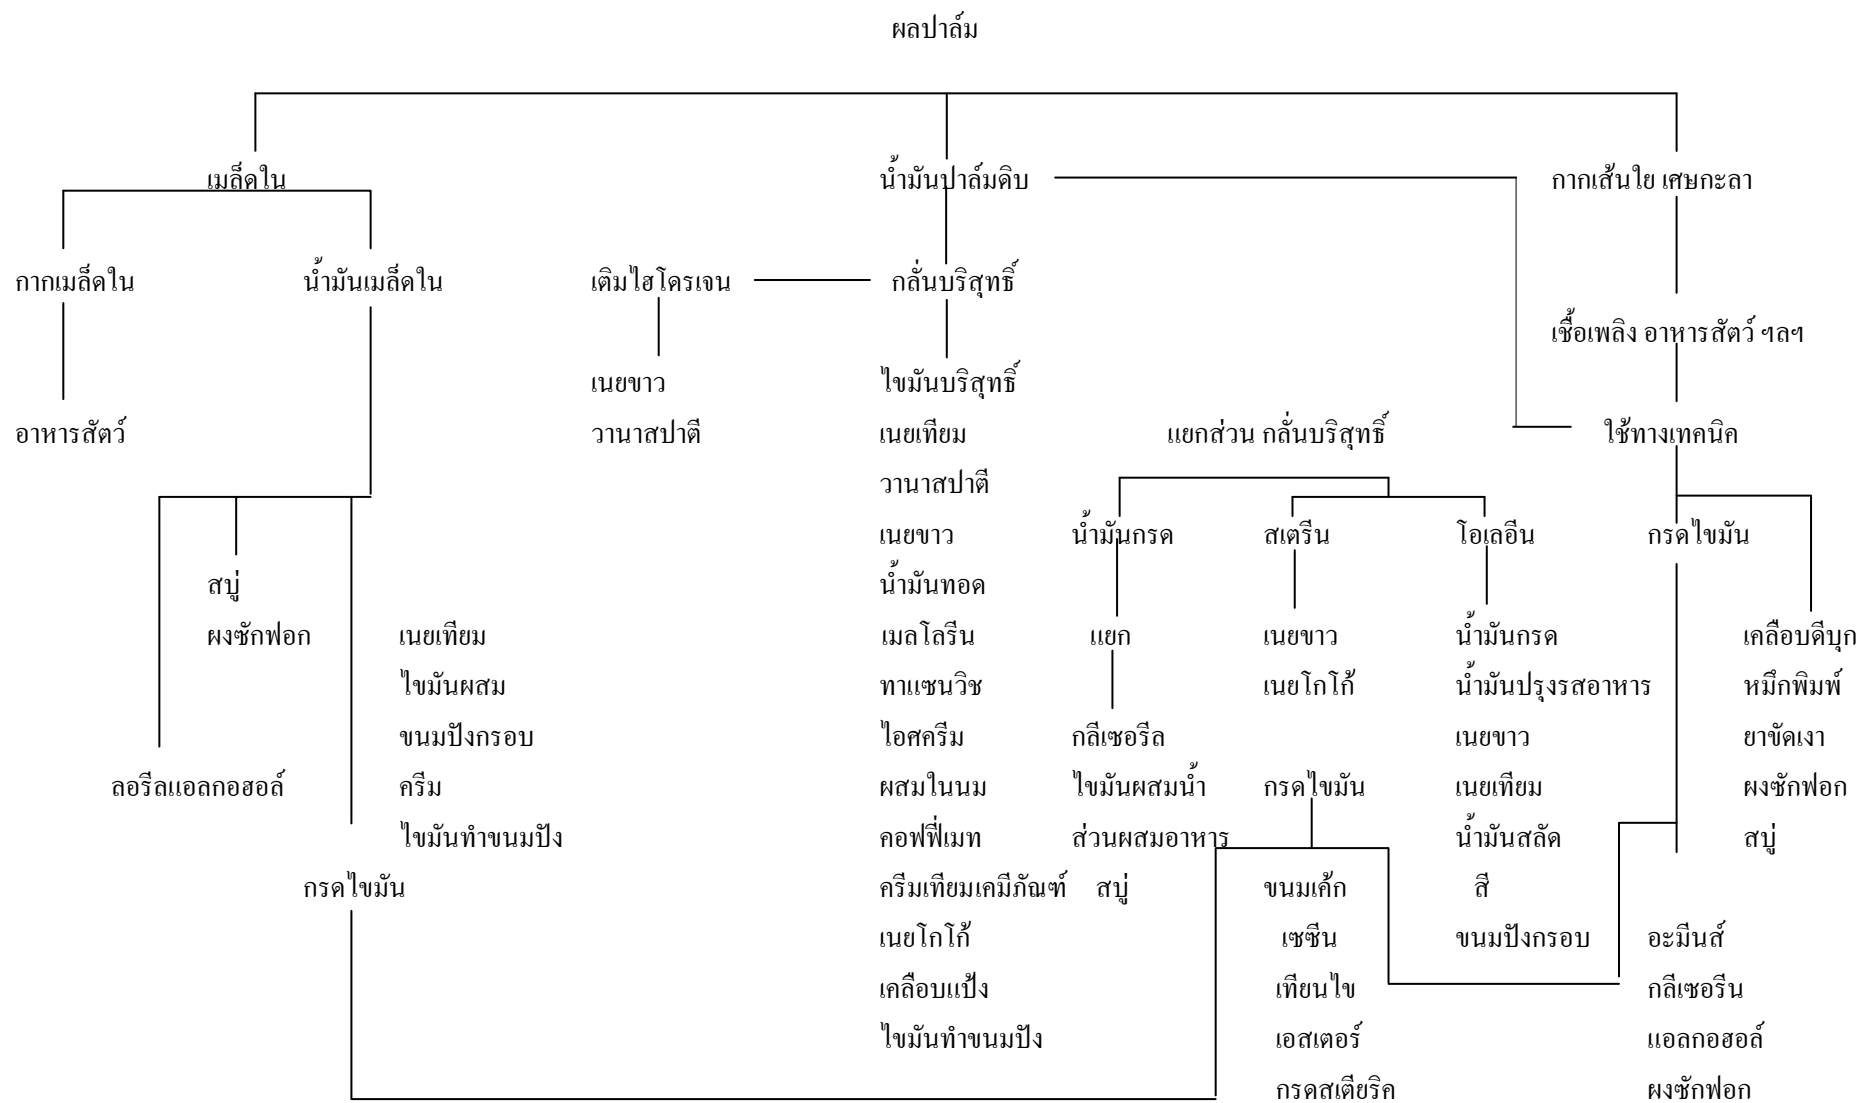 ผลปาล์ม
เมล็ดใน น้ำมันปาล์มดิบ กากเส้นใย เศษกะลา
กากเมล็ดใน น้ำมันเมล็ดใน เติมไฮโดรเจน กลั่นบริสุทธิ์
เชื้อเพลิง อาหารสัตว์ ฯลฯ
เนยขาว ไขมันบริสุทธิ์
อาหารสัตว์ วานาสปาตี เนยเทียม แยกส่วน กลั่นบริสุทธิ์ ใช้ทางเทคนิค
วานาสปาตี
เนยขาว น้ำมันกรด สเตรีน โอเลอีน กรดไขมัน
สบู่ น้ำมันทอด
ผงซักฟอก เนยเทียม เมลโลรีน แยก เนยขาว น้ำมันกรด เคลือบดีบุก
ไขมันผสม ทาแซนวิช เนยโกโก้ น้ำมันปรุงรสอาหาร หมึกพิมพ์
ขนมปังกรอบ ไอศครีม กลีเซอรีล เนยขาว ยาขัดเงา
ลอรีลแอลกอฮอล์ ครีม ผสมในนม ไขมันผสมน้ำ กรดไขมัน เนยเทียม ผงซักฟอก
ไขมันทำขนมปัง คอฟฟี่เมท ส่วนผสมอาหาร น้ำมันสลัด สบู่
กรดไขมัน ครีมเทียมเคมีภัณฑ์ สบู่ ขนมเค้ก สี
เนยโกโก้ เซซีน ขนมปังกรอบ อะมีนส์
เคลือบแป้ง เทียนไข กลีเซอรีน
ไขมันทำขนมปัง เอสเตอร์ แอลกอฮอล์
กรดสเตียริค ผงซักฟอก